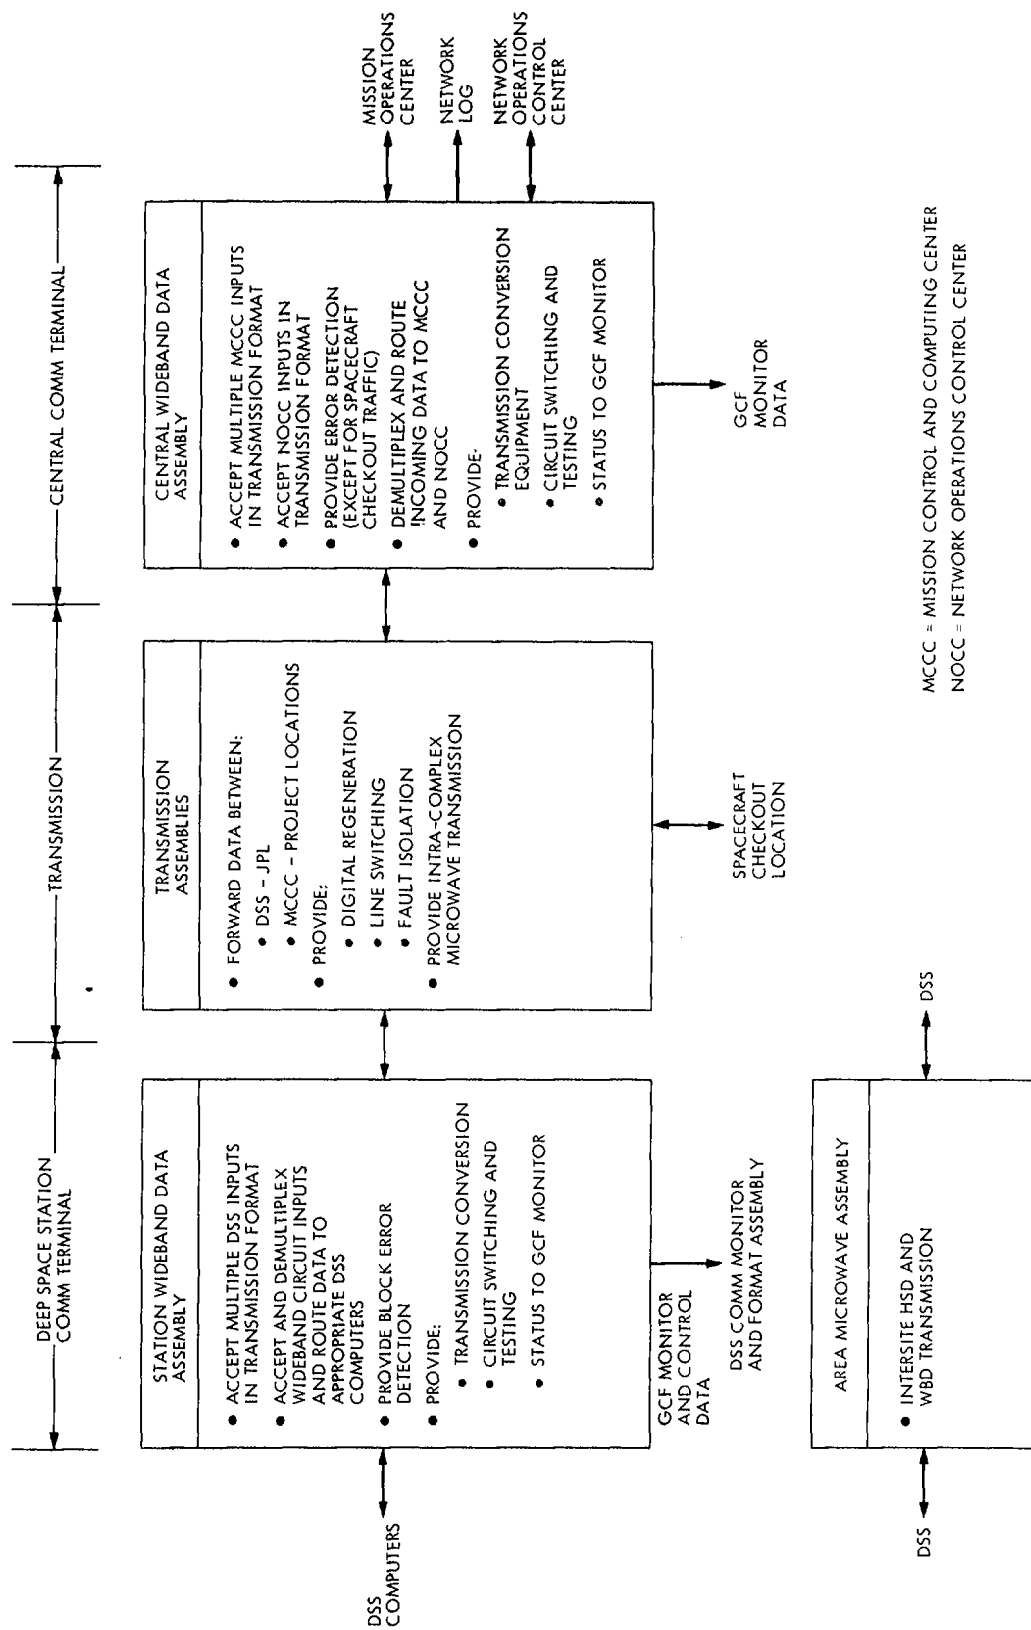 DEEP SPACE STATION
COMM TERMINAL
TRANSMISSION
CENTRAL COMM TERMINAL
STATION WIDEBAND DATA
ASSEMBLY
• ACCEPT MULTIPLE DSS INPUTS
IN TRANSMISSION FORMAT
• ACCEPT AND DEMULTIPLEX
WIDEBAND CIRCUIT INPUTS
AND ROUTE DATA TO
APPROPRIATE DSS
COMPUTERS
• PROVIDE BLOCK ERROR
DETECTION
• PROVIDE:
• TRANSMISSION CONVERSION
• CIRCUIT SWITCHING AND
TESTING
• STATUS TO GCF MONITOR
DSS
COMPUTERS
GCF MONITOR
AND CONTROL
DATA
DSS COMM MONITOR
AND FORMAT ASSEMBLY
TRANSMISSION
ASSEMBLIES
• FORWARD DATA BETWEEN:
• DSS - JPL
• MCCC - PROJECT LOCATIONS
• PROVIDE:
• DIGITAL REGENERATION
• LINE SWITCHING
• FAULT ISOLATION
• PROVIDE INTRA-COMPLEX
MICROWAVE TRANSMISSION
SPACECRAFT
CHECKOUT
LOCATION
CENTRAL WIDEBAND DATA
ASSEMBLY
• ACCEPT MULTIPLE MCCC INPUTS
IN TRANSMISSION FORMAT
• ACCEPT NOCC INPUTS IN
TRANSMISSION FORMAT
• PROVIDE ERROR DETECTION
(EXCEPT FOR SPACECRAFT
CHECKOUT TRAFFIC)
• DEMULTIPLEX AND ROUTE
INCOMING DATA TO MCCC
AND NOCC
• PROVIDE:
• TRANSMISSION CONVERSION
EQUIPMENT
• CIRCUIT SWITCHING AND
TESTING
• STATUS TO GCF MONITOR
MISSION
OPERATIONS
CENTER
NETWORK
LOG
NETWORK
OPERATIONS
CONTROL
CENTER
GCF
MONITOR
DATA
AREA MICROWAVE ASSEMBLY
• INTERSITE HSD AND
WBD TRANSMISSION
DSS
DSS
MCCC = MISSION CONTROL AND COMPUTING CENTER
NOCC = NETWORK OPERATIONS CONTROL CENTER